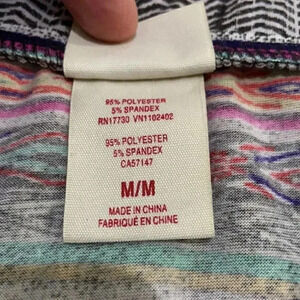 95% POLYESTER
5% SPANDEX
RN17730 VN1102402
95% POLYESTER
5% SPANDEX
CA57147
M/M
MADE IN CHINA
FABRIQUÉ EN CHINE